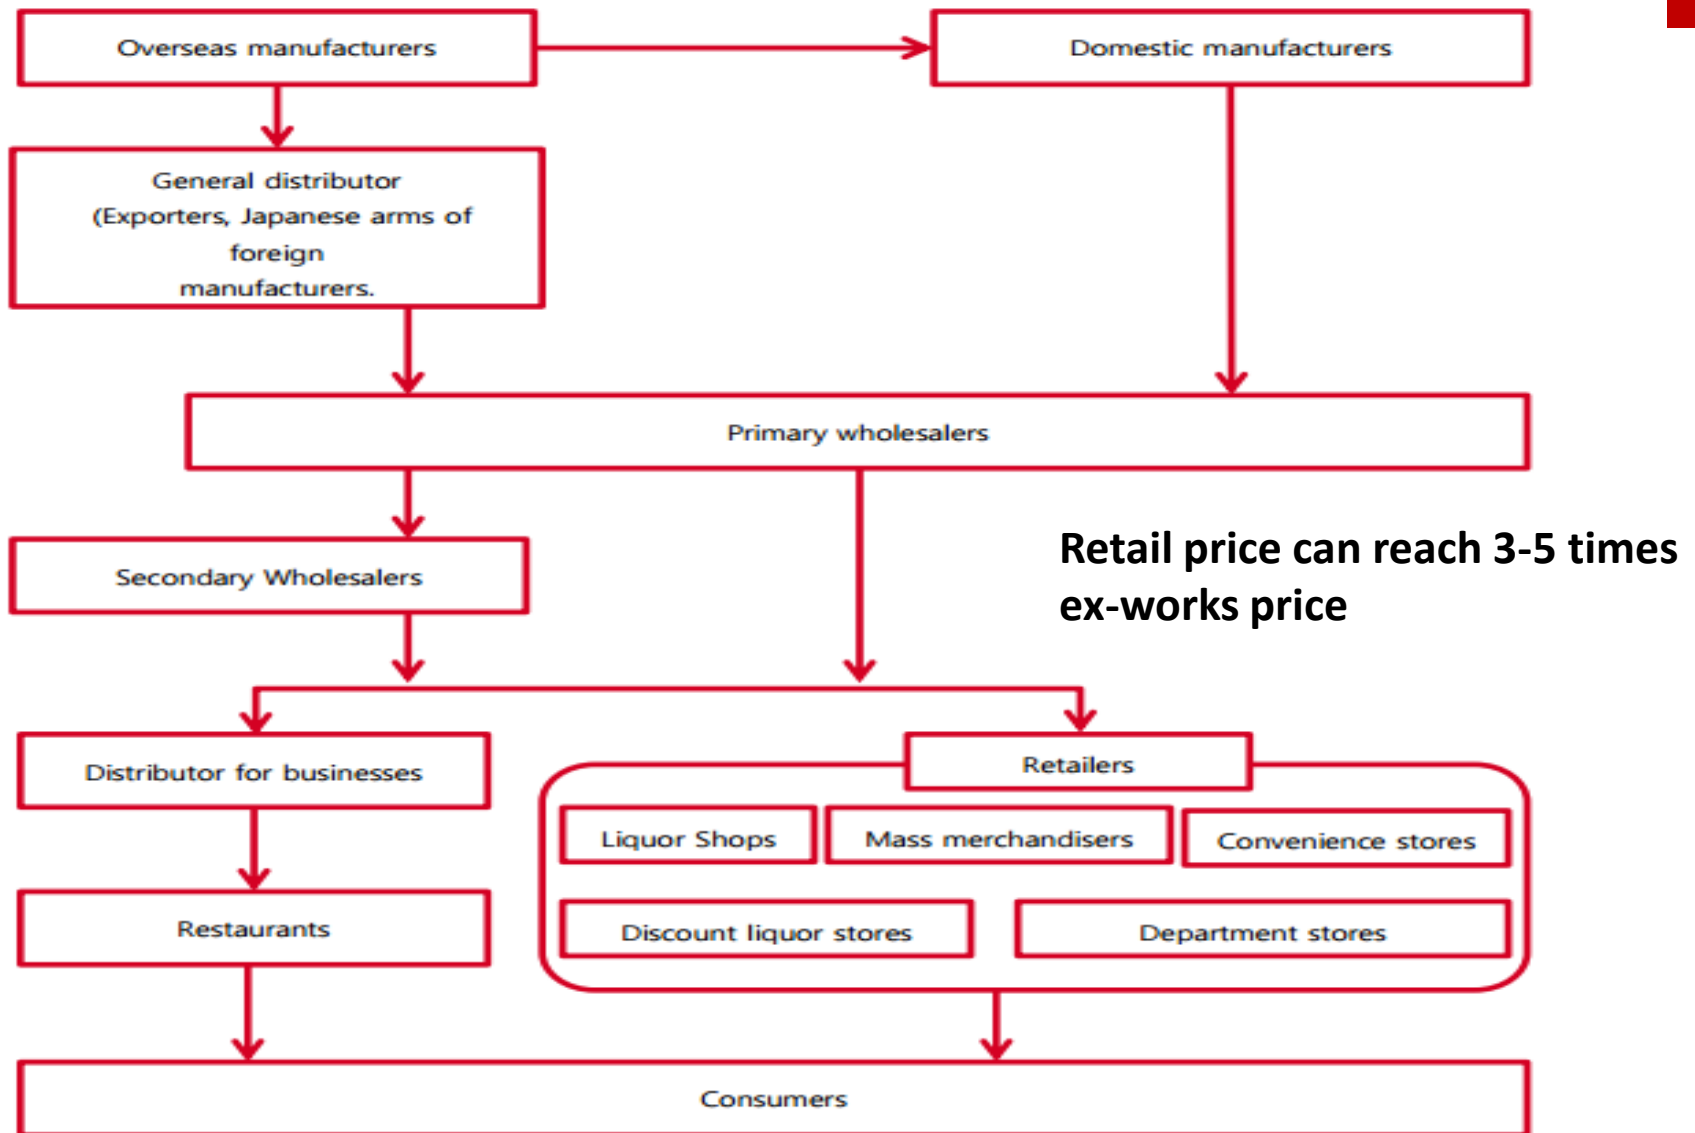 Overseas manufacturers
Domestic manufacturers
General distributor
(Exporters, Japanese arms of
foreign
manufacturers.
Primary wholesalers
Secondary Wholesalers
Retail price can reach 3-5 times
ex-works price
Distributor for businesses
Retailers
Liquor Shops
Mass merchandisers
Convenience stores
Restaurants
Discount liquor stores
Department stores
Consumers